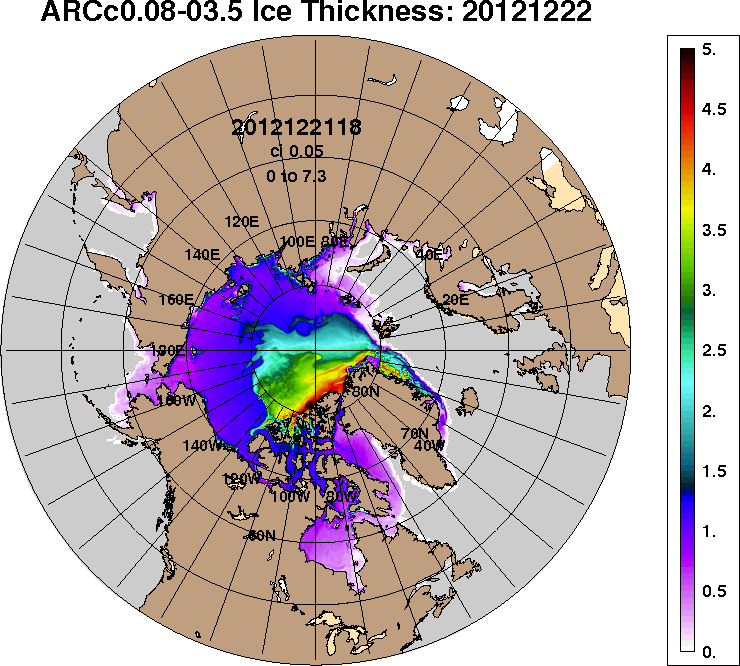 ARCc0.08-03.5 Ice Thickness: 20121222
2012122118
ci 0.05
0 to 7.3
120E
100E
80E
140E
40E
160E
20E
180E
160W
80N
70N
140W
40W
120W
100W
80W
60N
5.
4.5
4.
3.5
3.
2.5
2.
1.5
1.
0.5
0.